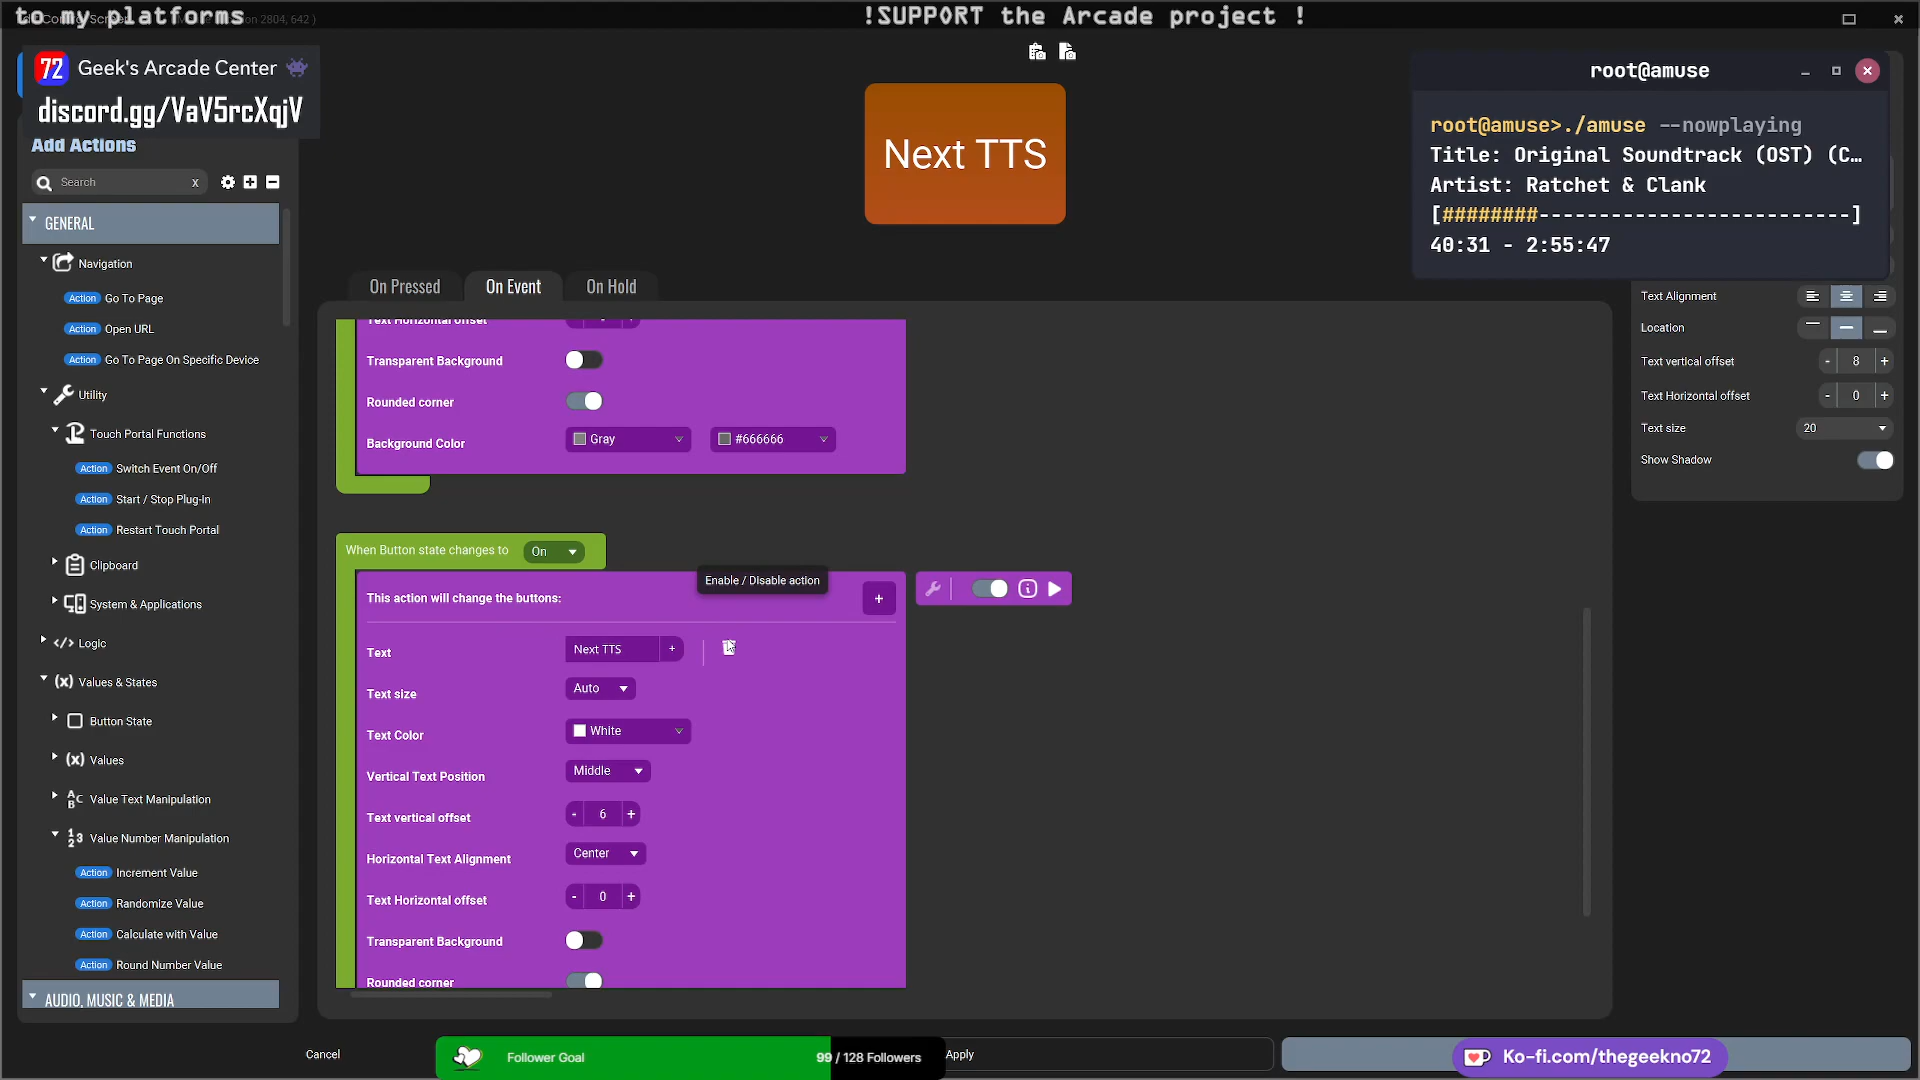 to my platforms
2804, 642 )
!SUPPORT the Arcade project !
72
Geek's Arcade Center
discord.gg/VaV5rcXqjV
Add Actions
Search
x
GENERAL
Navigation
Action Go To Page
Action Open URL
Action Go To Page On Specific Device
Utility
Touch Portal Functions
Action Switch Event On/Off
Action Start / Stop Plug-In
Action Restart Touch Portal
Clipboard
System & Applications
Logic
Values & States
Button State
Values
Value Text Manipulation
Value Number Manipulation
Action Increment Value
Action Randomize Value
Action Calculate with Value
Action Round Number Value
AUDIO, MUSIC & MEDIA
Next TTS
On Pressed
On Event
On Hold
Text Horizontal offset
Transparent Background
Rounded corner
Background Color
Gray
#666666
When Button state changes to
On
Enable / Disable action
This action will change the buttons:
+
Text
Next TTS
+
Text size
Auto
Text Color
White
Vertical Text Position
Middle
Text vertical offset
- 6 +
Horizontal Text Alignment
Center
Text Horizontal offset
- 0 +
Transparent Background
Rounded corner
root@amuse
root@amuse>./amuse --nowplaying
Title: Original Soundtrack (OST) (C…
Artist: Ratchet & Clank
[########--------------------------]
40:31 - 2:55:47
Text Alignment
Location
Text vertical offset
- 8 +
Text Horizontal offset
- 0 +
Text size
20
Show Shadow
Cancel
Follower Goal
99 / 128 Followers
Apply
Ko-fi.com/thegeekno72